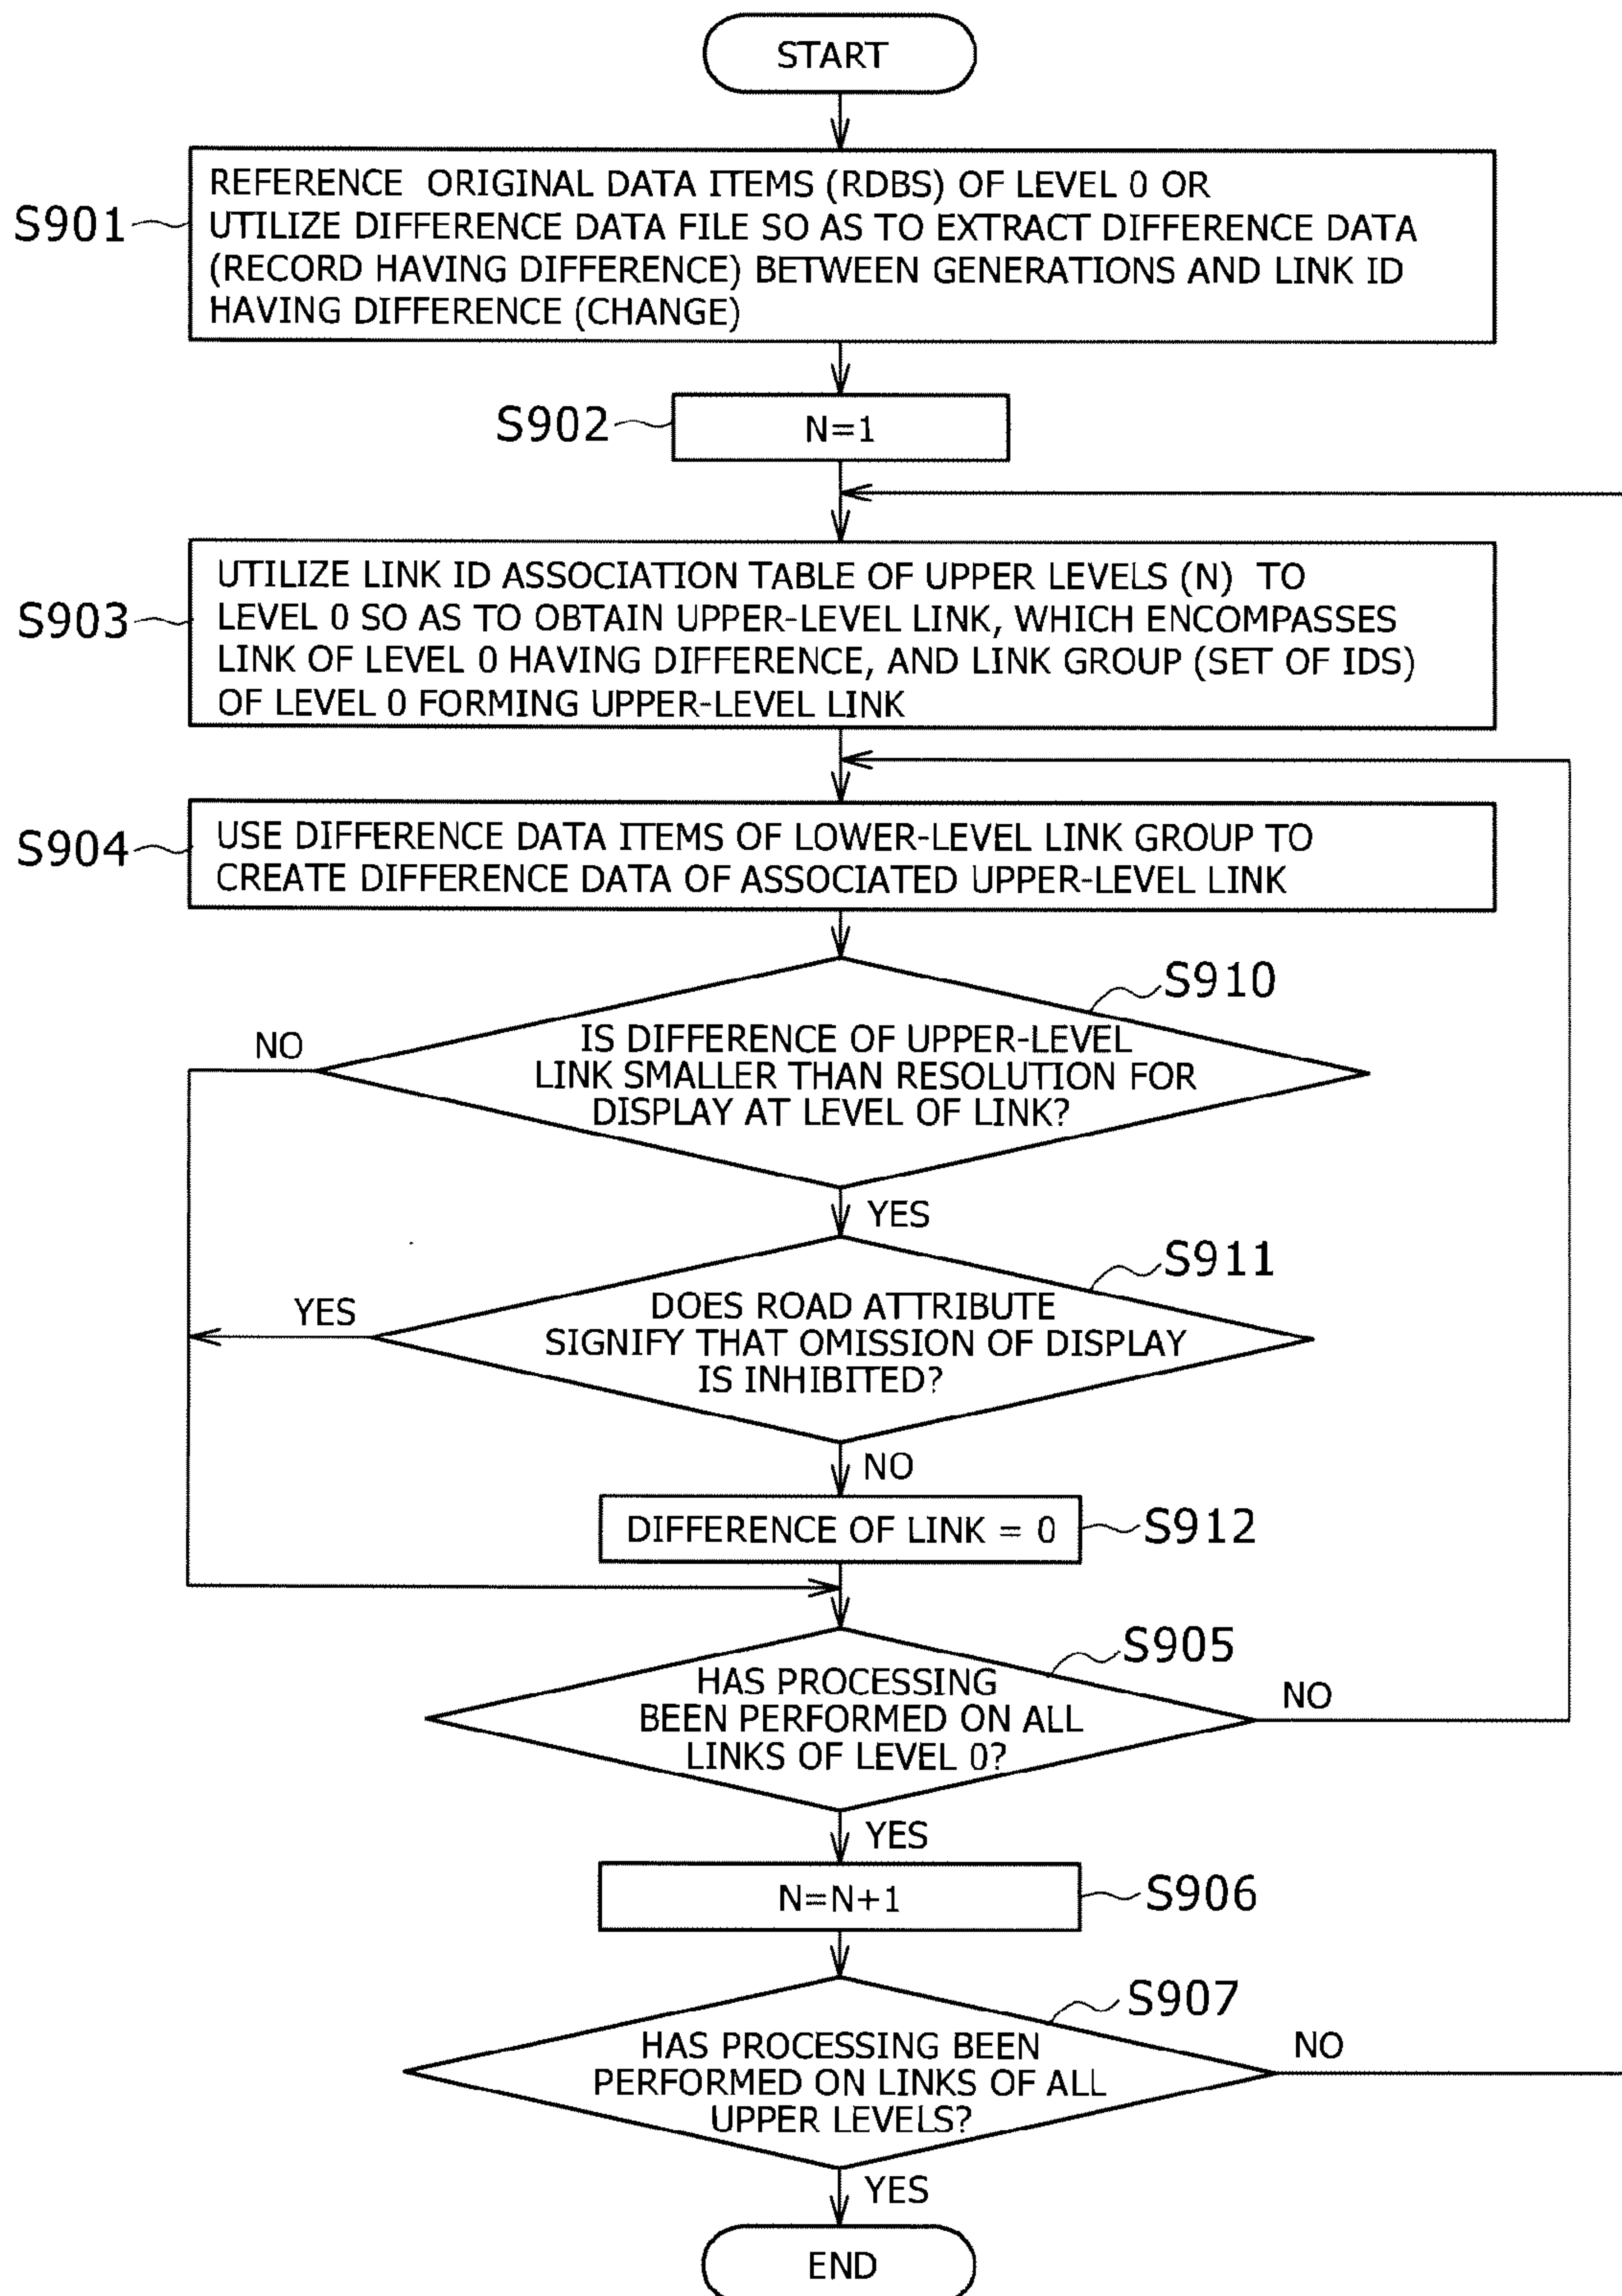 START
S901
REFERENCE ORIGINAL DATA ITEMS (RDBS) OF LEVEL 0 OR
UTILIZE DIFFERENCE DATA FILE SO AS TO EXTRACT DIFFERENCE DATA
(RECORD HAVING DIFFERENCE) BETWEEN GENERATIONS AND LINK ID
HAVING DIFFERENCE (CHANGE)
S902
N=1
S903
UTILIZE LINK ID ASSOCIATION TABLE OF UPPER LEVELS (N) TO
LEVEL 0 SO AS TO OBTAIN UPPER-LEVEL LINK, WHICH ENCOMPASSES
LINK OF LEVEL 0 HAVING DIFFERENCE, AND LINK GROUP (SET OF IDS)
OF LEVEL 0 FORMING UPPER-LEVEL LINK
S904
USE DIFFERENCE DATA ITEMS OF LOWER-LEVEL LINK GROUP TO
CREATE DIFFERENCE DATA OF ASSOCIATED UPPER-LEVEL LINK
S910
NO
IS DIFFERENCE OF UPPER-LEVEL
LINK SMALLER THAN RESOLUTION FOR
DISPLAY AT LEVEL OF LINK?
YES
S911
YES
DOES ROAD ATTRIBUTE
SIGNIFY THAT OMISSION OF DISPLAY
IS INHIBITED?
NO
DIFFERENCE OF LINK = 0
S912
S905
HAS PROCESSING
BEEN PERFORMED ON ALL
LINKS OF LEVEL 0?
NO
YES
N=N+1
S906
S907
HAS PROCESSING BEEN
PERFORMED ON LINKS OF ALL
UPPER LEVELS?
NO
YES
END